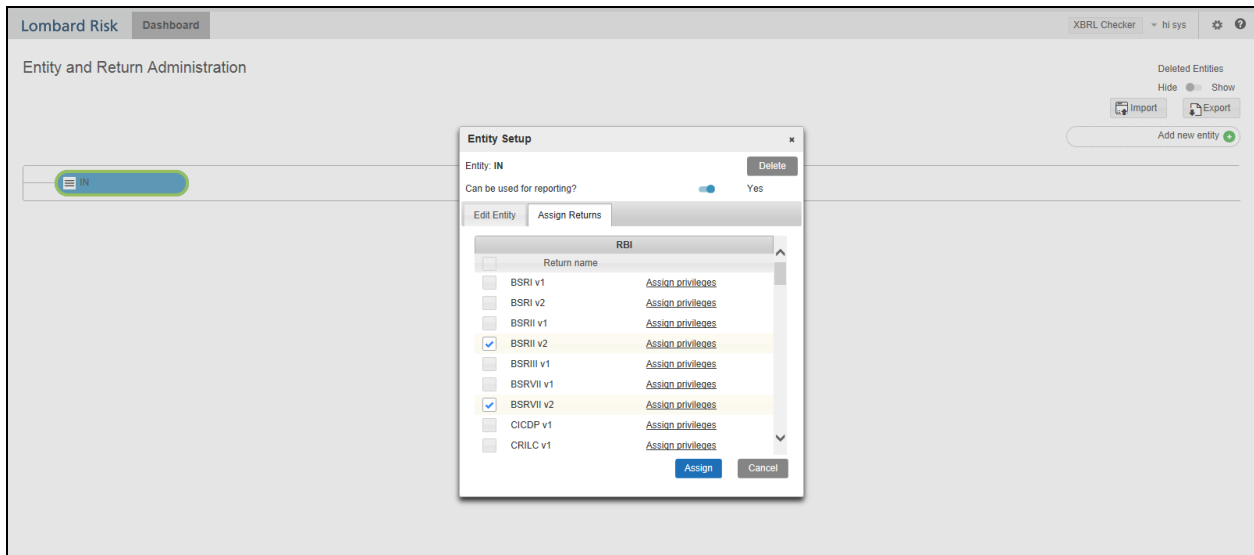 Lombard Risk Dashboard XBRL Checker hi sys
Entity and Return Administration
Deleted Entities
Hide Show
Import Export
Add new entity
IN
Entity Setup
Entity: IN Delete
Can be used for reporting? Yes
Edit Entity Assign Returns
RBI
Return name
BSRI v1 Assign privileges
BSRI v2 Assign privileges
BSRII v1 Assign privileges
BSRII v2 Assign privileges
BSRIII v1 Assign privileges
BSRVII v1 Assign privileges
BSRVII v2 Assign privileges
CICDP v1 Assign privileges
CRILC v1 Assign privileges
Assign Cancel